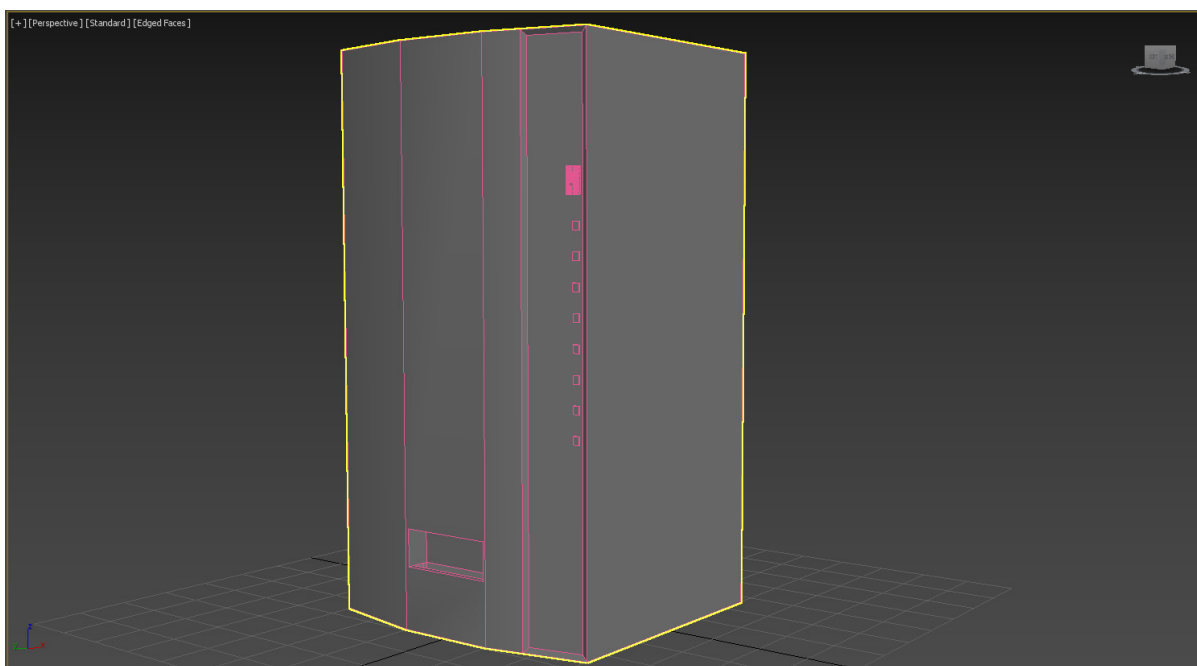 [+] [Perspective ] [Standard ] [Edged Faces ]
z
x